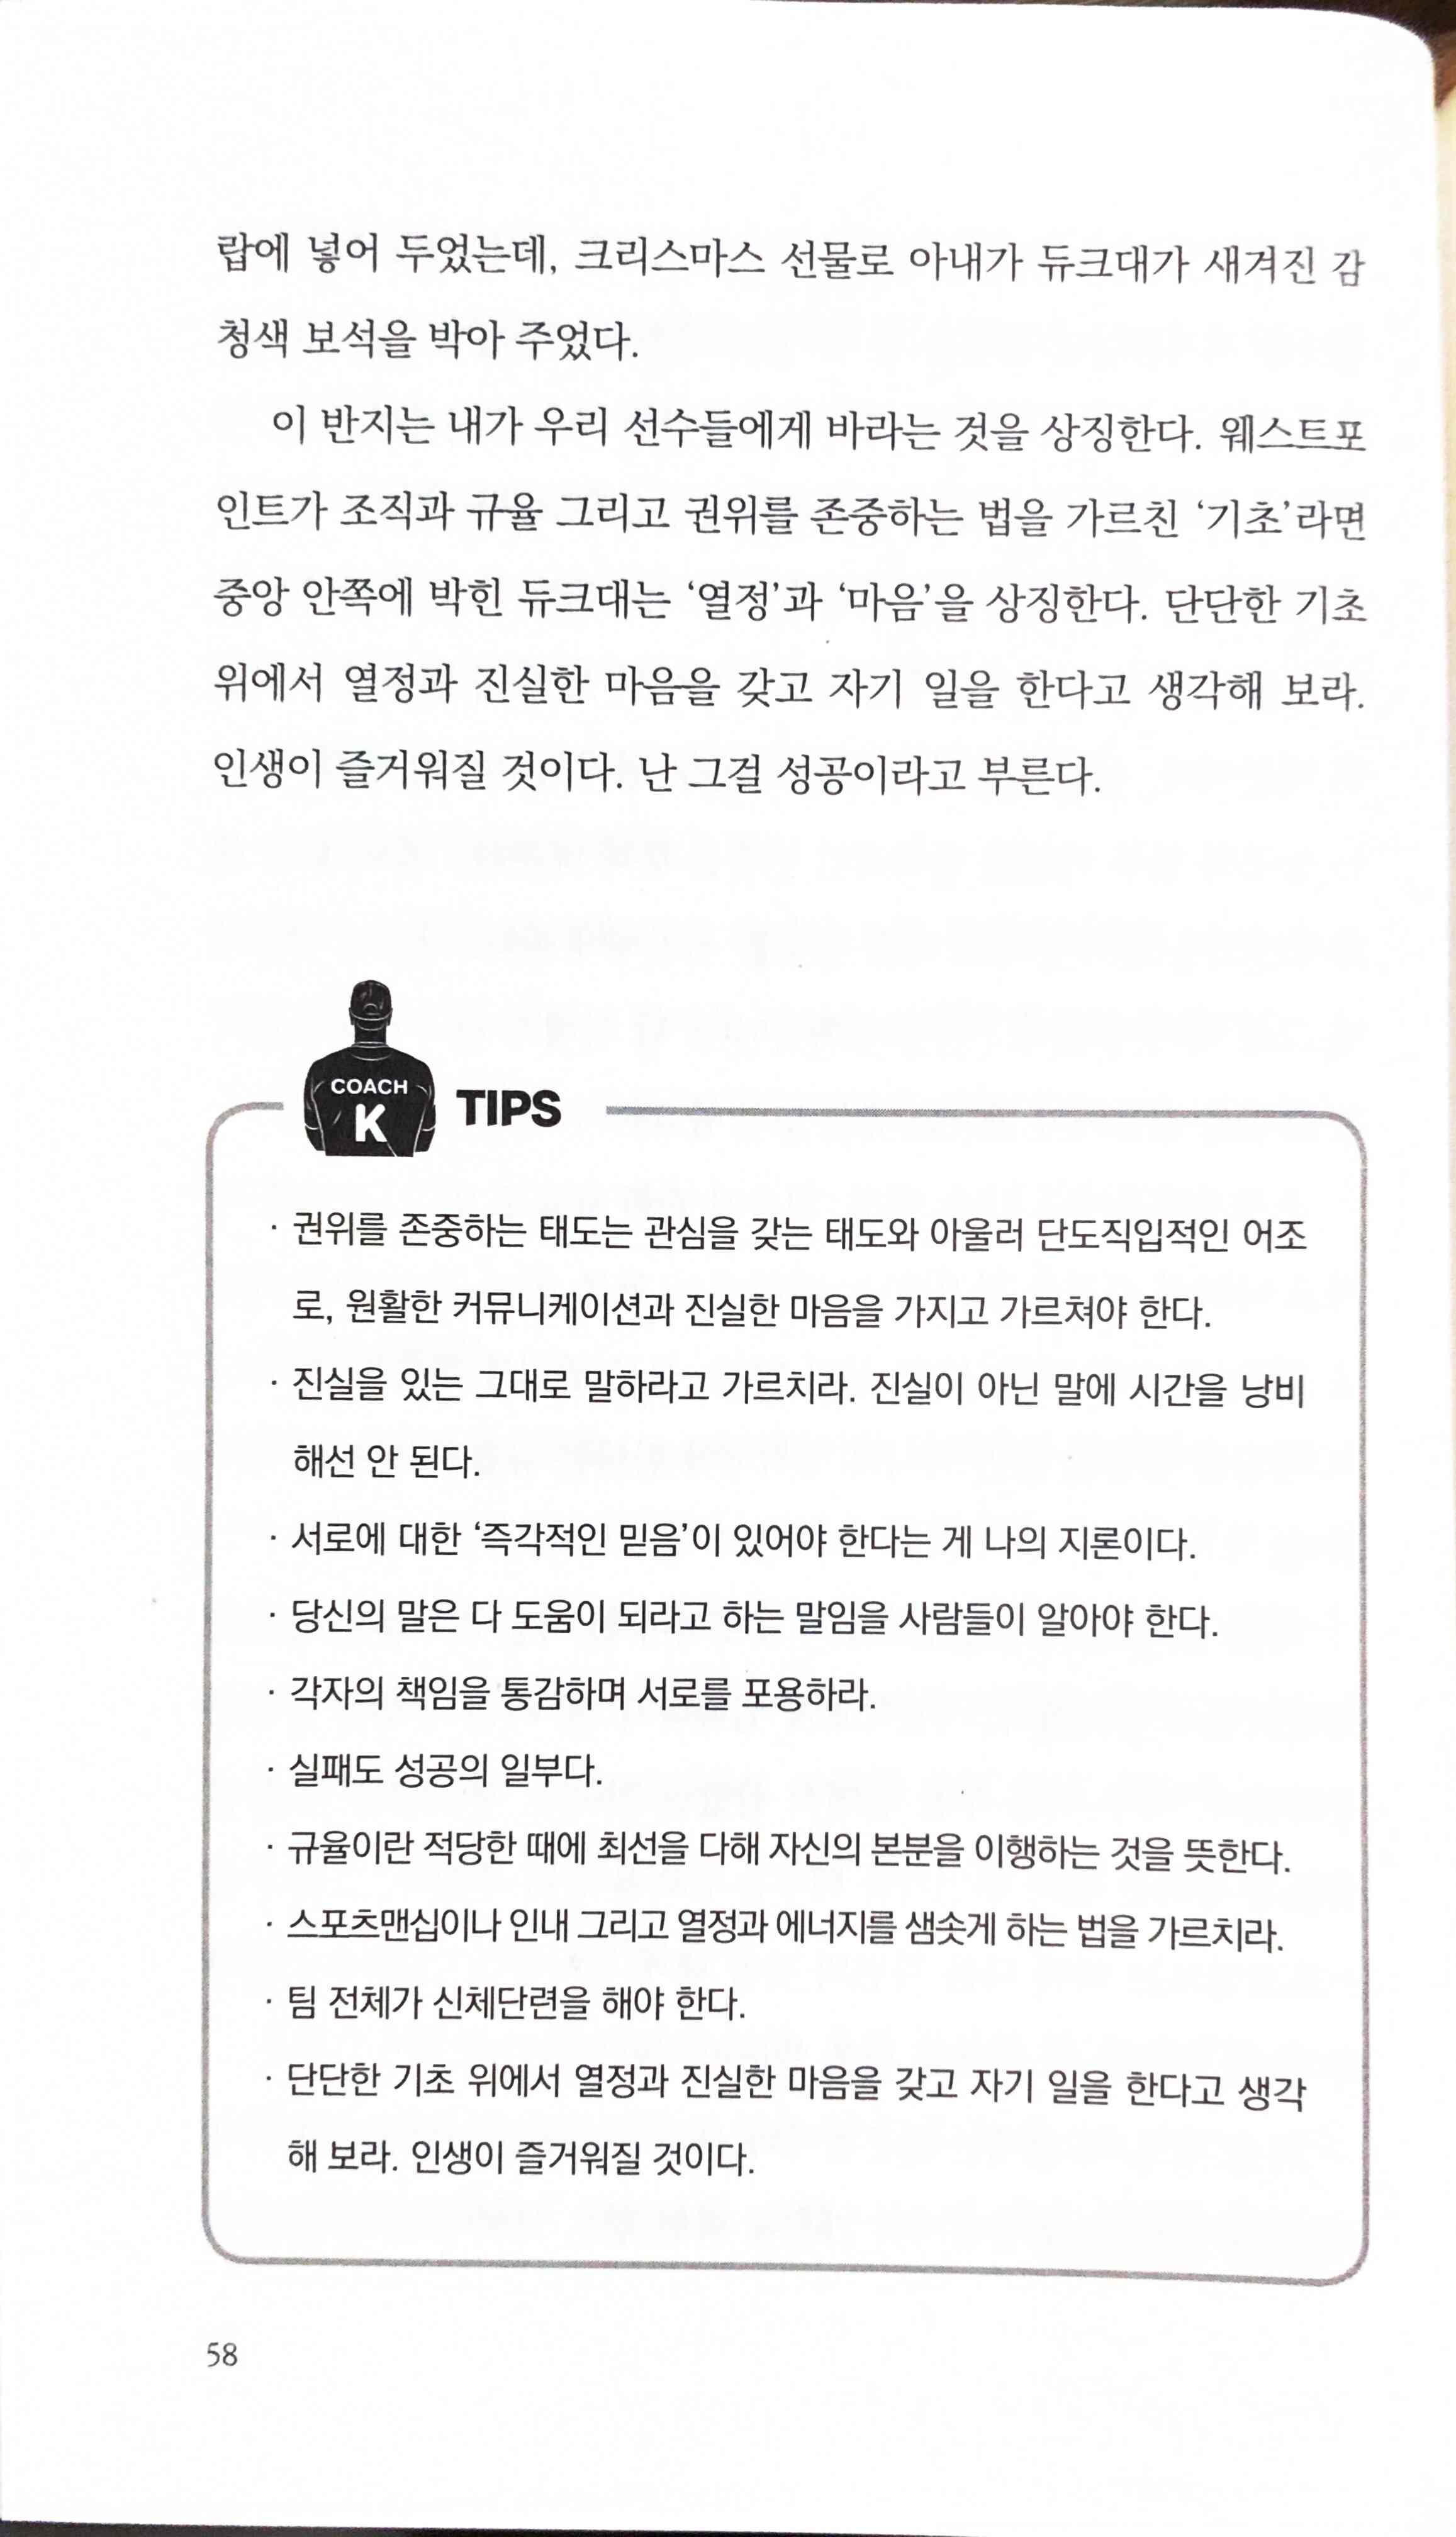 랍에 넣어 두었는데, 크리스마스 선물로 아내가 듀크대가 새겨진 감
청색 보석을 박아 주었다.
이 반지는 내가 우리 선수들에게 바라는 것을 상징한다. 웨스트포
인트가 조직과 규율 그리고 권위를 존중하는 법을 가르친 ‘기초’라면
중앙 안쪽에 박힌 듀크대는 ‘열정’과 ‘마음’을 상징한다. 단단한 기초
위에서 열정과 진실한 마음을 갖고 자기 일을 한다고 생각해 보라.
인생이 즐거워질 것이다. 난 그걸 성공이라고 부른다.
COACH
K
TIPS
· 권위를 존중하는 태도는 관심을 갖는 태도와 아울러 단도직입적인 어조
로, 원활한 커뮤니케이션과 진실한 마음을 가지고 가르쳐야 한다.
· 진실을 있는 그대로 말하라고 가르치라. 진실이 아닌 말에 시간을 낭비
해선 안 된다.
· 서로에 대한 ‘즉각적인 믿음’이 있어야 한다는 게 나의 지론이다.
· 당신의 말은 다 도움이 되라고 하는 말임을 사람들이 알아야 한다.
· 각자의 책임을 통감하며 서로를 포용하라.
· 실패도 성공의 일부다.
· 규율이란 적당한 때에 최선을 다해 자신의 본분을 이행하는 것을 뜻한다.
· 스포츠맨십이나 인내 그리고 열정과 에너지를 샘솟게 하는 법을 가르치라.
· 팀 전체가 신체단련을 해야 한다.
· 단단한 기초 위에서 열정과 진실한 마음을 갖고 자기 일을 한다고 생각
해 보라. 인생이 즐거워질 것이다.
58